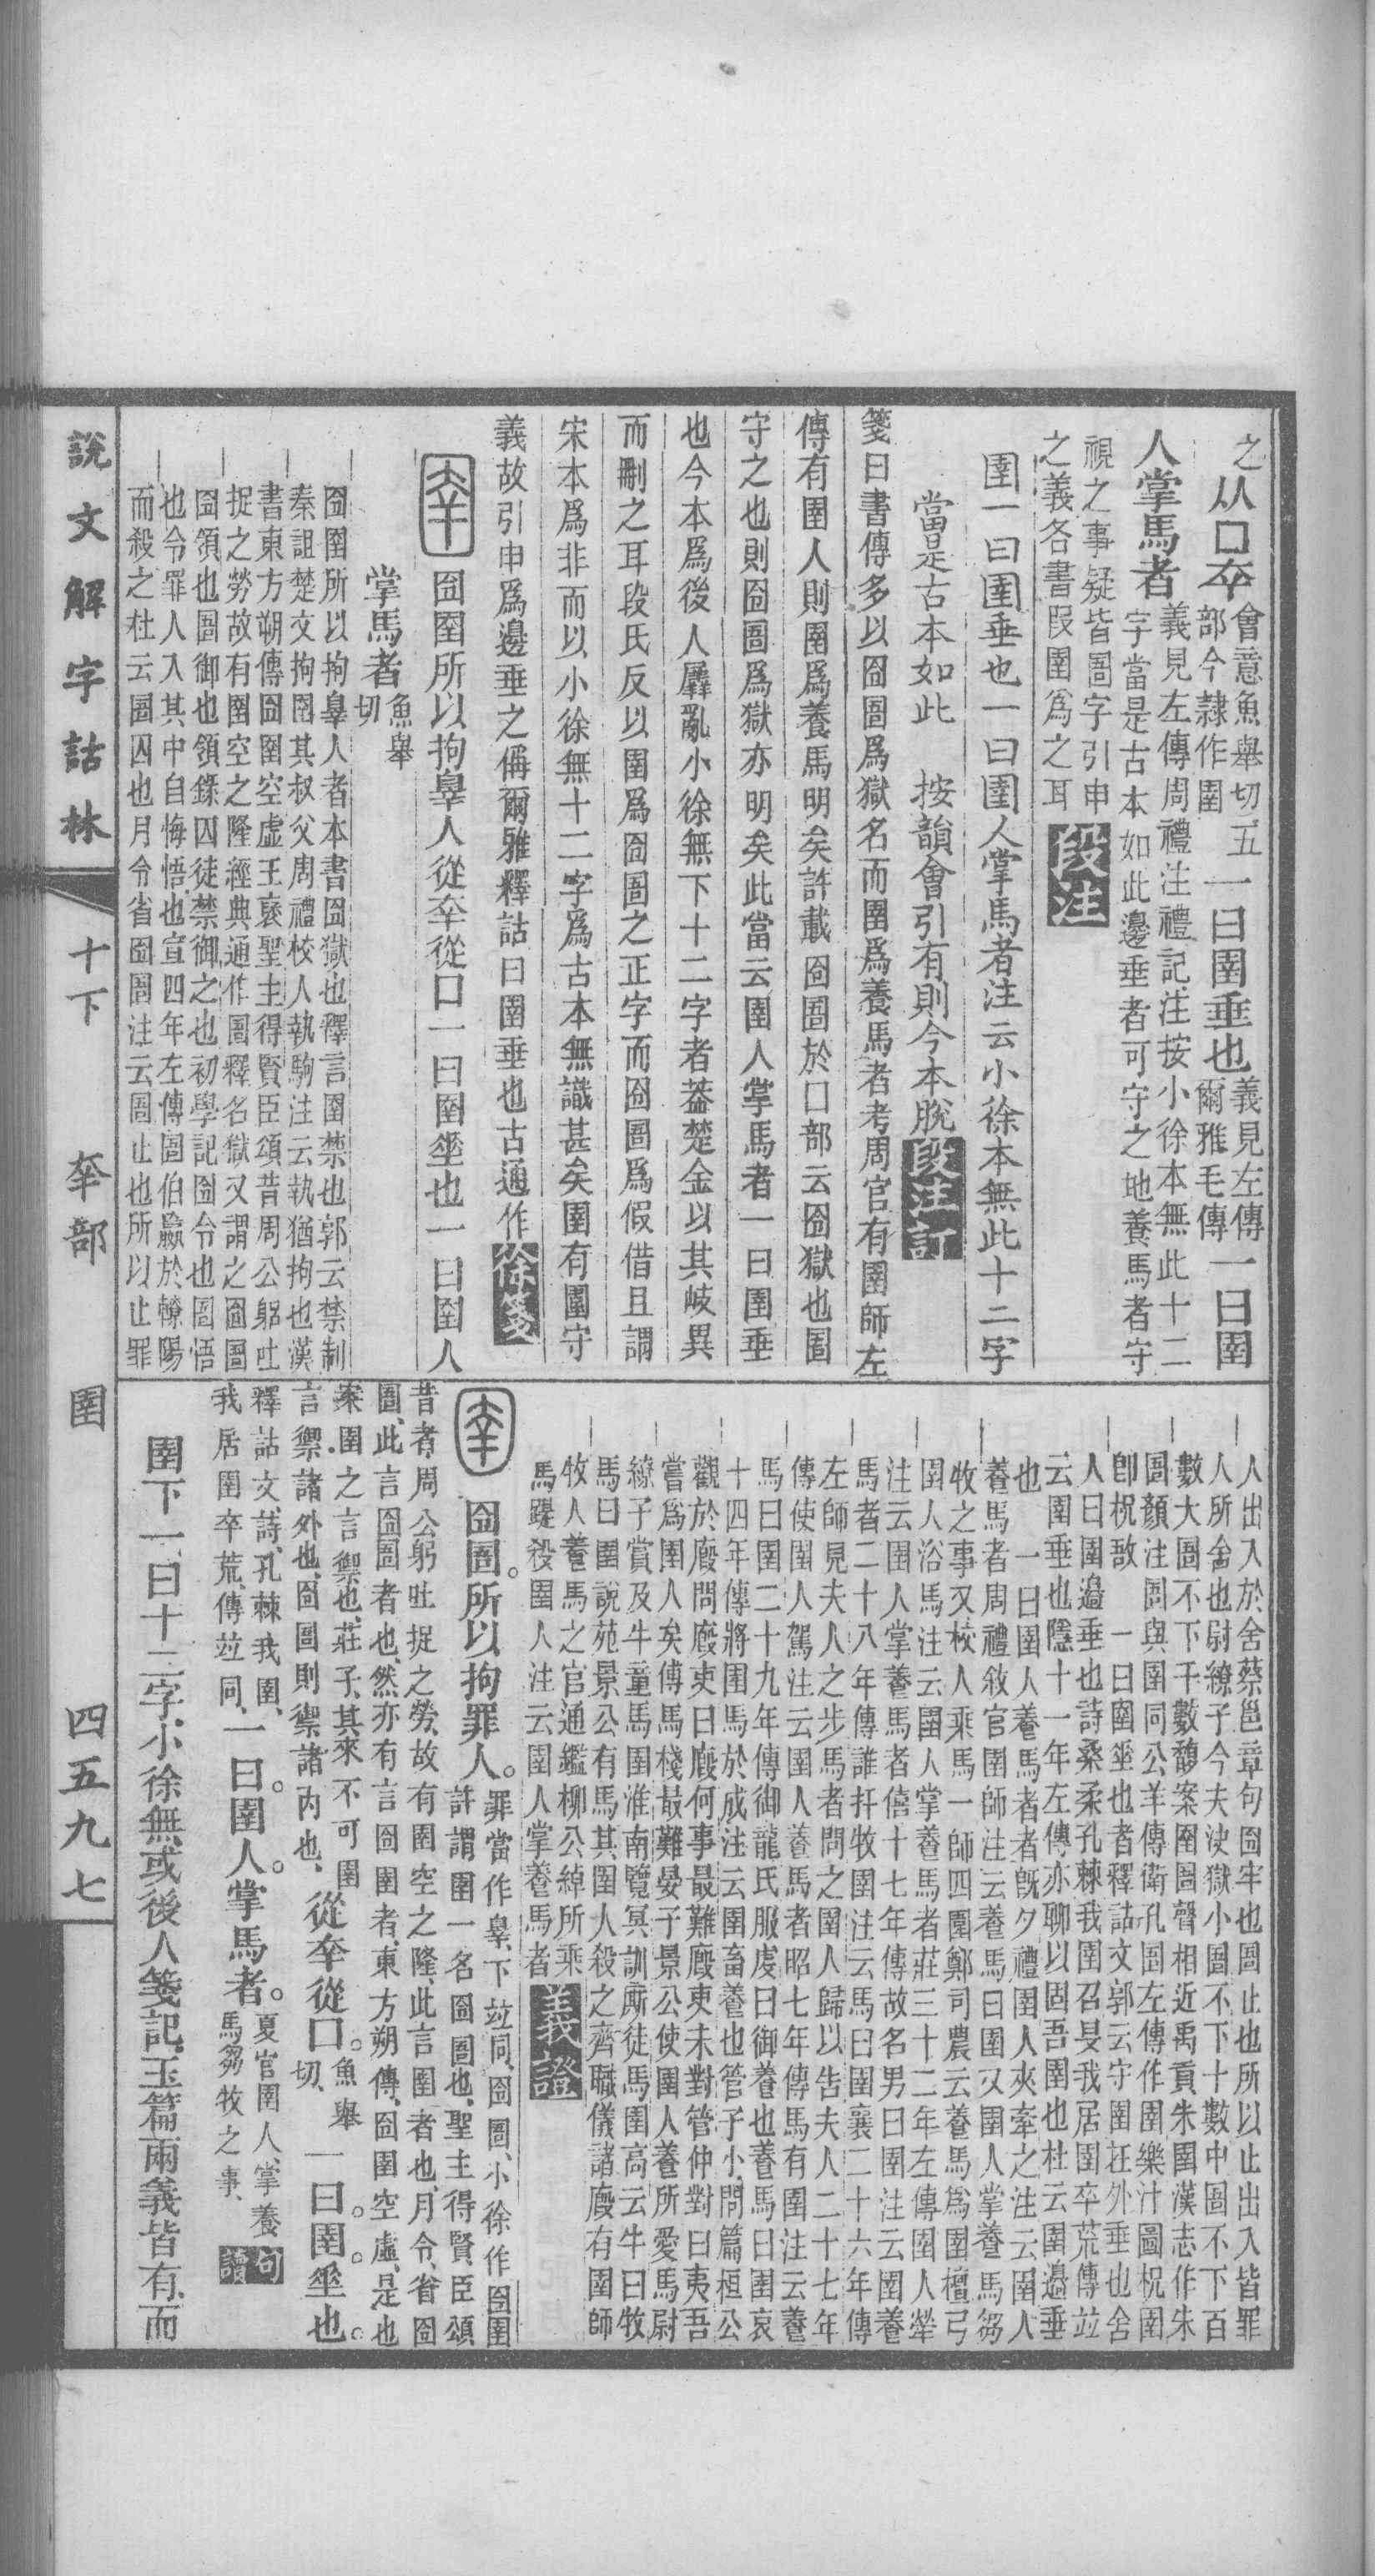 之从囗㚔會意魚舉切五部今隸作圉一曰圉垂也義見左傳爾雅毛傳一曰圉
人掌馬者義見左傳周禮注禮記注按小徐本無此十二字當是古本如此邊垂者可守之地養馬者守
視之事疑皆圄字引申之義各書叚圉爲之耳段注
圉一曰圉垂也一曰圉人掌馬者注云小徐本無此十二字
當是古本如此 按韻會引有則今本脫段注訂
箋曰書傳多以囹圄爲獄名而圉爲養馬者考周官有圉師左
傳有圉人則圉爲養馬明矣許載囹圄於囗部云囹獄也圄
守之也則囹圄爲獄亦明矣此當云圉人掌馬者一曰圉垂
也今本爲後人羼亂小徐無下十二字者葢楚金以其岐異
而刪之耳段氏反以圉爲囹圄之正字而囹圄爲假借且謂
宋本爲非而以小徐無十二字爲古本無識甚矣圉有圍守
義故引申爲邊垂之偁爾雅釋詁曰圉垂也古通作徐箋
囹圉所以拘辠人從㚔從囗一曰圉垂也一曰圉人
掌馬者魚舉切
囹圉所以拘辠人者本書囹獄也釋言圉禁也郭云禁制
秦詛楚文拘圉其叔父周禮校人執駒注云執猶拘也漢
書東方朔傳囹圉空虛王襃聖主得賢臣頌昔周公躬吐
捉之勞故有圉空之隆經典通作圄釋名獄又謂之囹圄
囹領也圄御也領錄囚徒禁御之也初學記囹令也圄悟
也令罪人入其中自悔悟也宣四年左傳圄伯嬴於轑陽
而殺之杜云圄囚也月令省囹圄注云圄止也所以止罪
人出入於舍蔡邕章句囹牢也圄止也所以止出入皆罪
人所舍也尉繚子今夫決獄小圄不下十數中圄不下百
數大圄不下千數馥案圉圄聲相近禹貢朱圉漢志作朱
圄顏注圄與圉同公羊傳衛孔圄左傳作圉樂汁圖柷圉
卽柷敔 一曰圉垂也者釋詁文郭云守圉在外垂也舍
人曰圉邊垂也詩桑柔孔棘我圉召旻我居圉卒荒傳竝
云圉垂也隱十一年左傳亦聊以固吾圉也杜云圉邊垂
也 一曰圉人養馬者者旣夕禮圉人夾牽之注云圉人
養馬者周禮敘官圉師注云養馬曰圉又圉人掌養馬芻
牧之事又校人乘馬一師四圉鄭司農云養馬爲圉檀弓
圉人浴馬注云圉人掌養馬者莊三十二年左傳圉人犖
注云圉人掌養馬者僖十七年傳故名男曰圉注云圉養
馬者二十八年傳誰扞牧圉注云馬曰圉襄二十六年傳
左師見夫人之步馬者問之圉人歸以告夫人二十七年
傳使圉人駕注云圉人養馬者昭七年傳馬有圉注云養
馬曰圉二十九年傳御龍氏服虔曰御養也養馬曰圉哀
十四年傳將圉馬於成注云圉畜養也管子小問篇桓公
觀於廄問廄吏曰廄何事最難廄吏未對管仲對曰夷吾
嘗爲圉人矣傅馬棧最難晏子景公使圉人養所愛馬尉
繚子賞及牛童馬圉淮南覽冥訓廝徒馬圉高云牛曰牧
馬曰圉說苑景公有馬其圉人殺之齊職儀諸廄有圉師
牧人養馬之官通鑑柳公綽所乘
馬踶殺圉人注云圉人掌養馬者義證
囹圄。所以拘罪人。罪當作辠、下竝同、囹圄、小徐作囹圉許謂圉一名囹圄也、聖主得賢臣頌
昔者、周公躬吐捉之勞、故有圉空之隆、此言圉者也、月令、省囹圄、此言囹圄者也、然亦有言囹圉者、東方朔傳、囹圉空虛、是也
案圉之言禦也、莊子、其來不可圉言禦諸外也、囹圄則禦諸內也、從㚔從囗。魚舉切、一曰。圉。垂也。
釋詁文、詩、孔棘我圉、我居圉卒荒、傳竝同、一曰。圉人。掌馬者。夏官圉人、掌養馬芻牧之事、句讀
圉下一曰十二字、小徐無、或後人箋記、玉篇兩義皆有、而
說文解字詁林 十下 㚔部 圉 四五九七